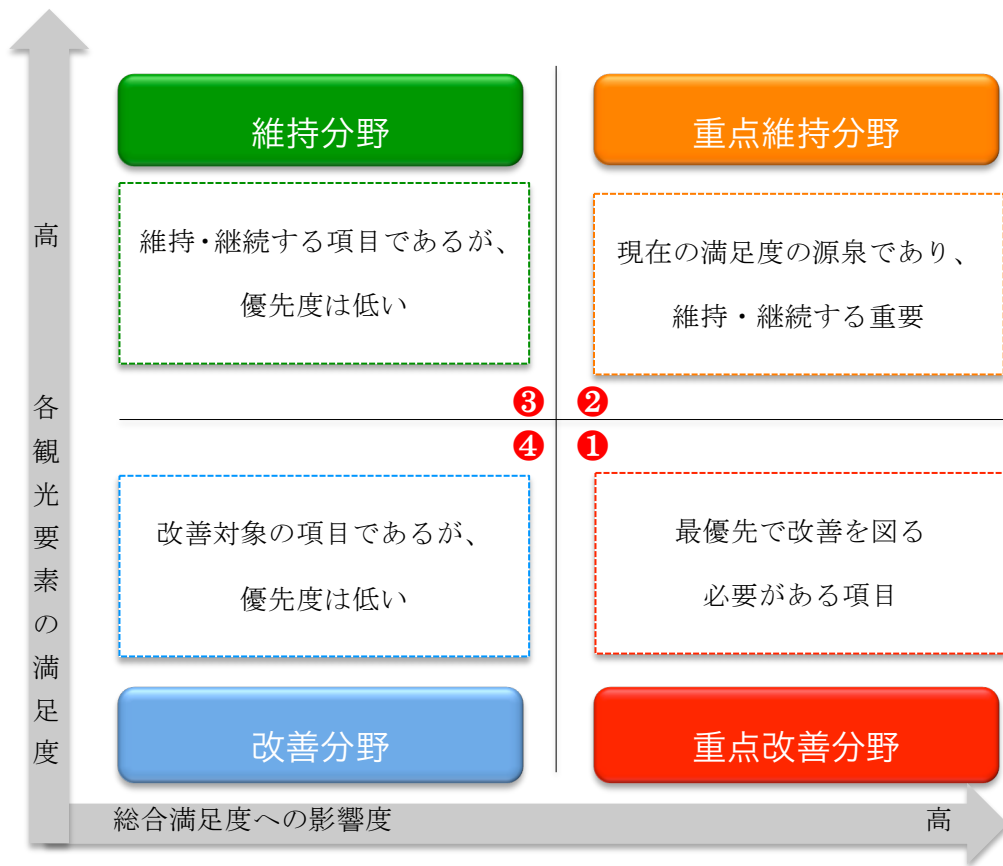 維持分野
重点維持分野
高
維持・継続する項目であるが、
優先度は低い
現在の満足度の源泉であり、
維持・継続する重要
❸
❷
❹
❶
各観光要素の満足度
改善対象の項目であるが、
優先度は低い
最優先で改善を図る
必要がある項目
改善分野
重点改善分野
総合満足度への影響度
高